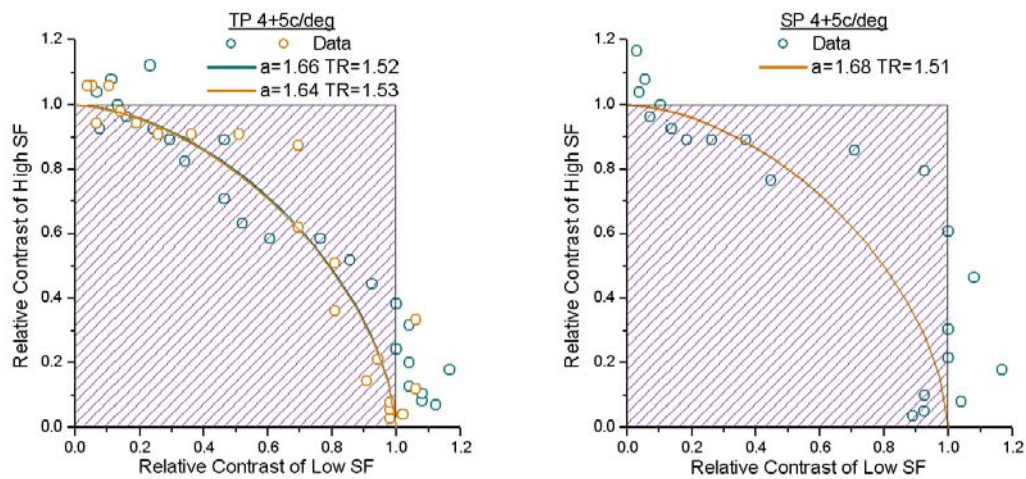 TP 4+5c/deg
Data
a=1.66 TR=1.52
a=1.64 TR=1.53
1.2
1.0
0.8
0.6
0.4
0.2
0.0
Relative Contrast of High SF
0.0 0.2 0.4 0.6 0.8 1.0 1.2
Relative Contrast of Low SF
SP 4+5c/deg
Data
a=1.68 TR=1.51
1.2
1.0
0.8
0.6
0.4
0.2
0.0
Relative Contrast of High SF
0.0 0.2 0.4 0.6 0.8 1.0 1.2
Relative Contrast of Low SF